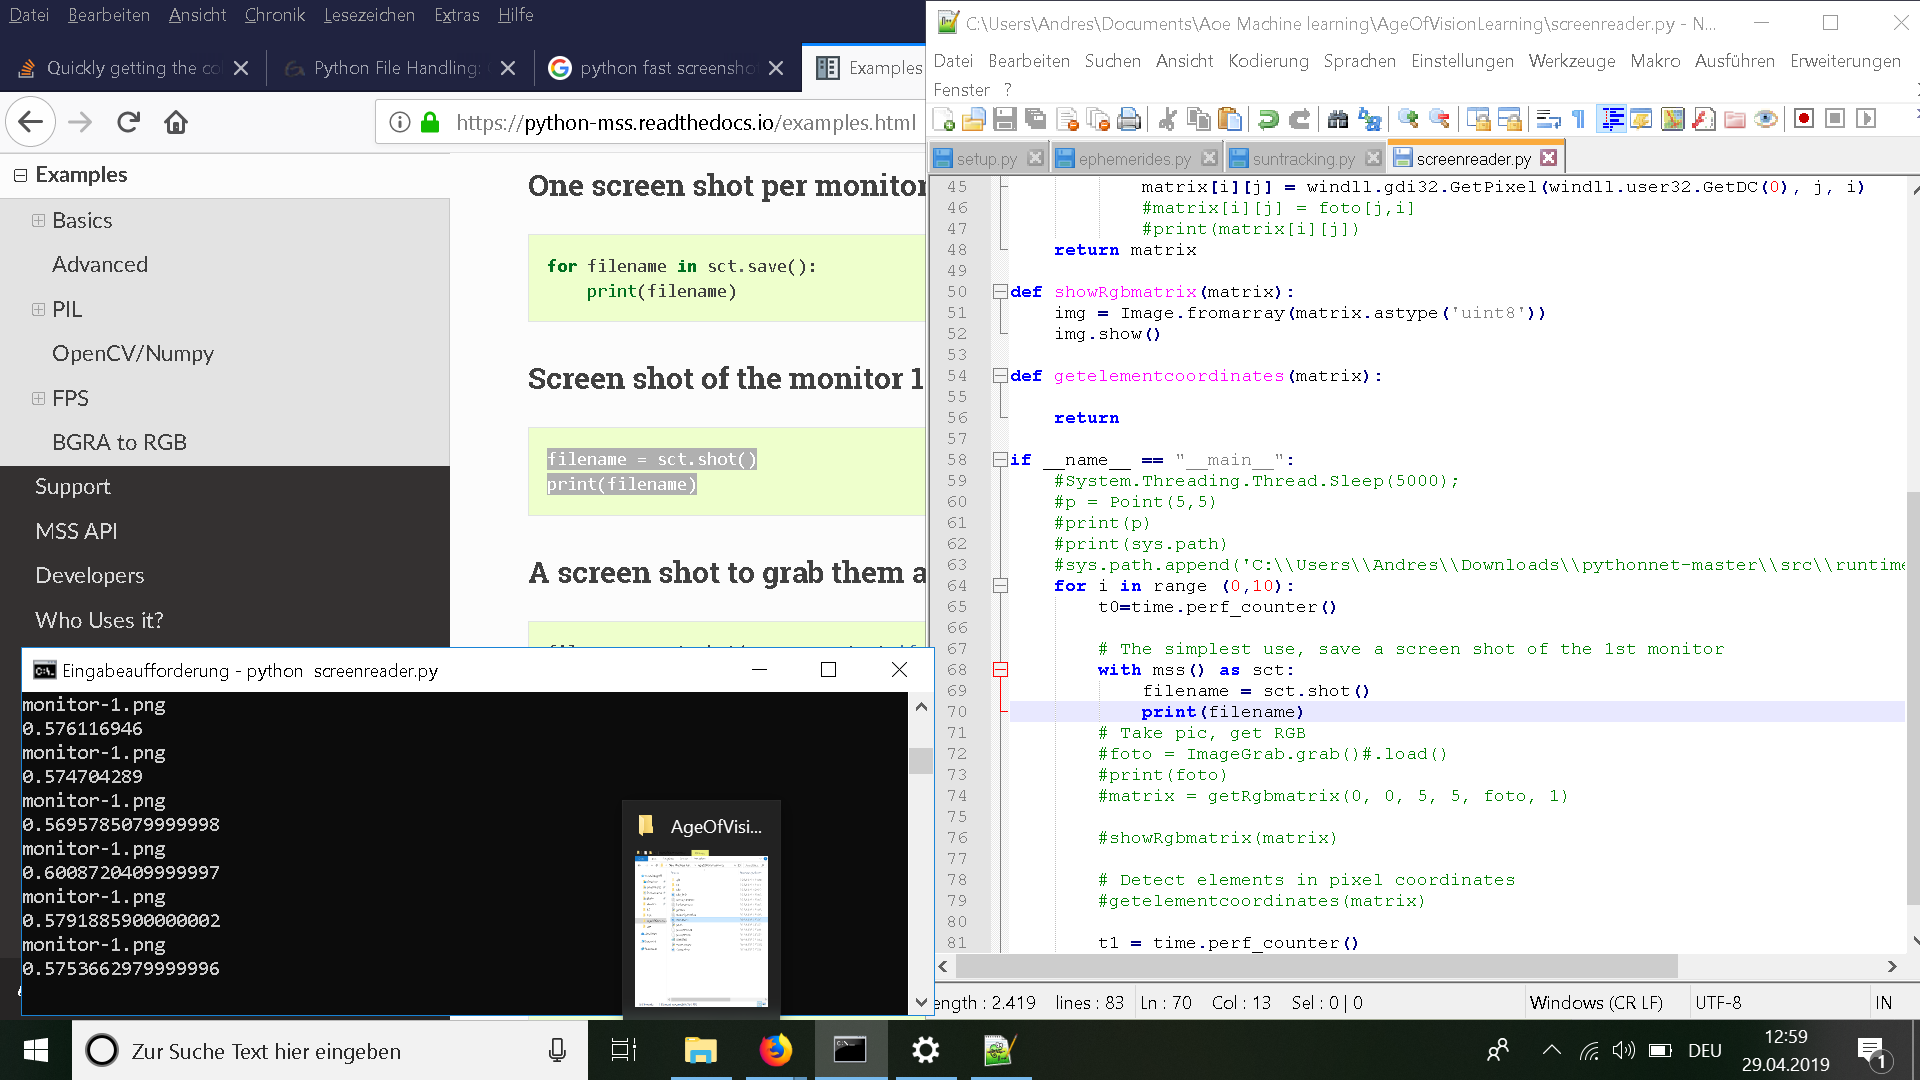 Datei Bearbeiten Ansicht Chronik Lesezeichen Extras Hilfe
Quickly getting the co
Python File Handling:
python fast screensho
Examples
https://python-mss.readthedocs.io/examples.html
Examples
Basics
Advanced
PIL
OpenCV/Numpy
FPS
BGRA to RGB
Support
MSS API
Developers
Who Uses it?
One screen shot per monitor
for filename in sct.save():
    print(filename)
Screen shot of the monitor 1
filename = sct.shot()
print(filename)
A screen shot to grab them a
C:\Users\Andres\Documents\Aoe Machine learning\AgeOfVisionLearning\screenreader.py - N...
Datei Bearbeiten Suchen Ansicht Kodierung Sprachen Einstellungen Werkzeuge Makro Ausführen Erweiterungen
Fenster ?
setup.py ephemerides.py suntracking.py screenreader.py
45 matrix[i][j] = windll.gdi32.GetPixel(windll.user32.GetDC(0), j, i)
46 #matrix[i][j] = foto[j,i]
47 #print(matrix[i][j])
48 return matrix
49
50 def showRgbmatrix(matrix):
51 img = Image.fromarray(matrix.astype('uint8'))
52 img.show()
53
54 def getelementcoordinates(matrix):
55
56 return
57
58 if __name__ == "__main__":
59 #System.Threading.Thread.Sleep(5000);
60 #p = Point(5,5)
61 #print(p)
62 #print(sys.path)
63 #sys.path.append('C:\\Users\\Andres\\Downloads\\pythonnet-master\\src\\runtime
64 for i in range (0,10):
65 t0=time.perf_counter()
66
67 # The simplest use, save a screen shot of the 1st monitor
68 with mss() as sct:
69 filename = sct.shot()
70 print(filename)
71 # Take pic, get RGB
72 #foto = ImageGrab.grab()#.load()
73 #print(foto)
74 #matrix = getRgbmatrix(0, 0, 5, 5, foto, 1)
75
76 #showRgbmatrix(matrix)
77
78 # Detect elements in pixel coordinates
79 #getelementcoordinates(matrix)
80
81 t1 = time.perf_counter()
ength : 2.419 lines : 83 Ln : 70 Col : 13 Sel : 0 | 0 Windows (CR LF) UTF-8 IN
Eingabeaufforderung - python screenreader.py
monitor-1.png
0.576116946
monitor-1.png
0.574704289
monitor-1.png
0.5695785079999998
monitor-1.png
0.6008720409999997
monitor-1.png
0.5791885900000002
monitor-1.png
0.5753662979999996
AgeOfVisi...
Zur Suche Text hier eingeben
DEU
12:59
29.04.2019
1